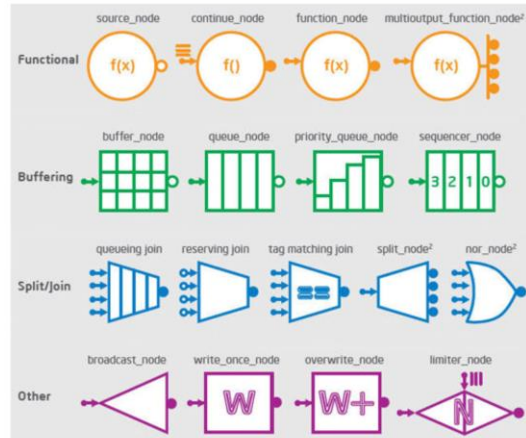 source_node continue_node function_node multioutput_function_node²
Functional
f(x) f() f(x) f(x)
buffer_node queue_node priority_queue_node sequencer_node
Buffering
3 2 1 0
queueing join reserving join tag matching join split_node² nor_node²
Split/Join
==
broadcast_node write_once_node overwrite_node limiter_node
Other
W W+ N